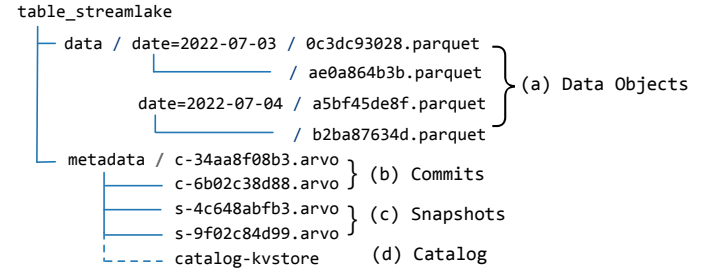 table_streamlake
data / date=2022-07-03 / 0c3dc93028.parquet
/ ae0a864b3b.parquet
(a) Data Objects
date=2022-07-04 / a5bf45de8f.parquet
/ b2ba87634d.parquet
metadata / c-34aa8f08b3.arvo
(b) Commits
c-6b02c38d88.arvo
s-4c648abfb3.arvo
(c) Snapshots
s-9f02c84d99.arvo
catalog-kvstore (d) Catalog